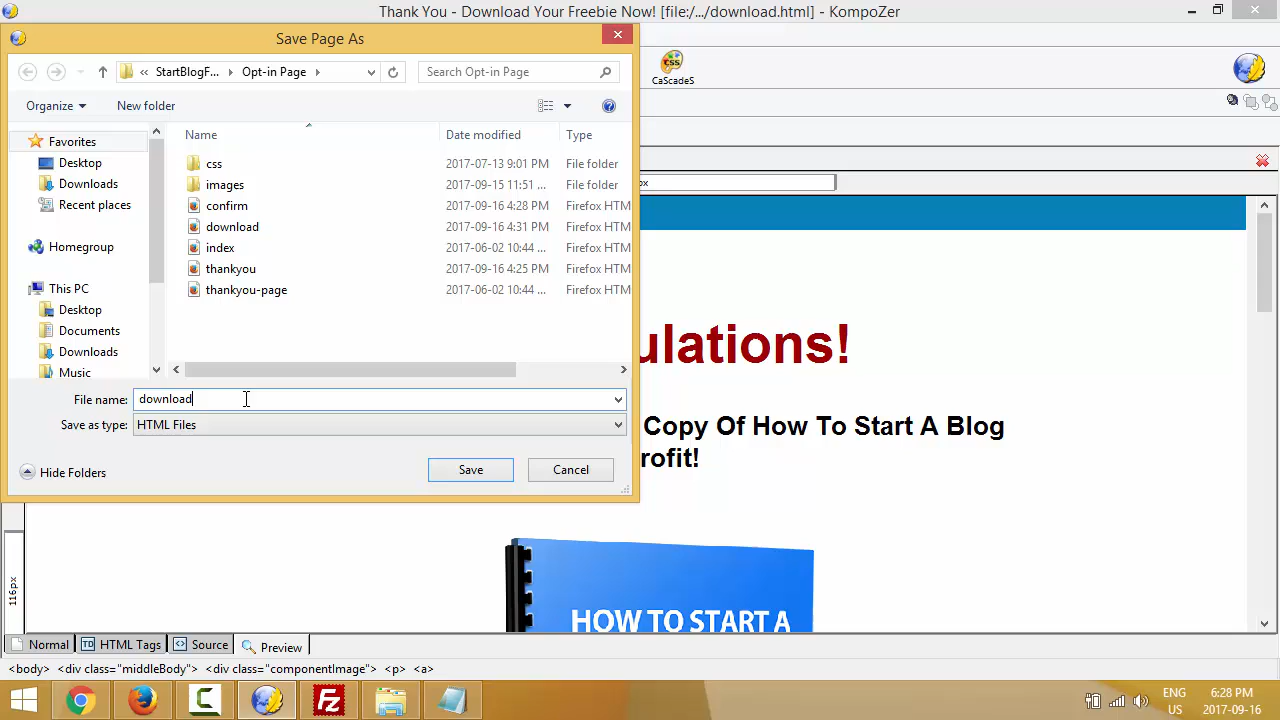 Thank You - Download Your Freebie Now! [file:/.../download.html] - KompoZer
Save Page As
« StartBlogF... Opt-in Page
Search Opt-in Page
CaScadeS
CSS
Organize
New folder
Name
Date modified
Type
Favorites
css
2017-07-13 9:01 PM
File folder
Desktop
images
2017-09-15 11:51 ...
File folder
Downloads
confirm
2017-09-16 4:28 PM
Firefox HTM
px
Recent places
download
2017-09-16 4:31 PM
Firefox HTM
Homegroup
index
2017-06-02 10:44 ...
Firefox HTM
thankyou
2017-09-16 4:25 PM
Firefox HTM
This PC
thankyou-page
2017-06-02 10:44 ...
Firefox HTM
Desktop
Documents
Downloads
Music
ulations!
File name: download
Save as type: HTML Files
Copy Of How To Start A Blog
rofit!
Hide Folders
Save
Cancel
116px
HOW TO START A
Normal
TD HTML Tags
<> Source
Preview
<body> <div class="middleBody"> <div class="componentImage"> <p> <a>
Fz
ENG
US
6:28 PM
2017-09-16